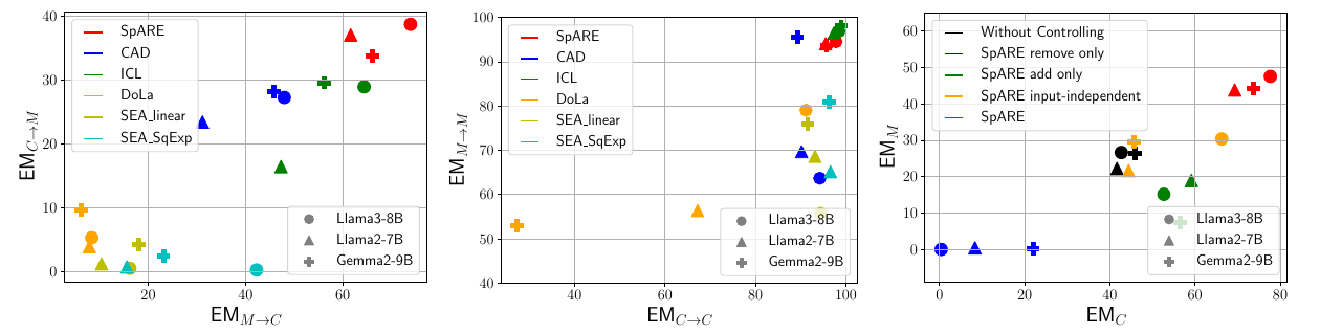 40
30
20
10
0
20
40
60
EM_{C→M}
EM_{M→C}
SpARE
CAD
ICL
DoLa
SEA_linear
SEA_SqExp
Llama3-8B
Llama2-7B
Gemma2-9B
100
90
80
70
60
50
40
40
60
80
100
EM_{M→M}
EM_{C→C}
SpARE
CAD
ICL
DoLa
SEA_linear
SEA_SqExp
Llama3-8B
Llama2-7B
Gemma2-9B
60
50
40
30
20
10
0
0
20
40
60
80
EM_M
EM_C
Without Controlling
SpARE remove only
SpARE add only
SpARE input-independent
SpARE
Llama3-8B
Llama2-7B
Gemma2-9B